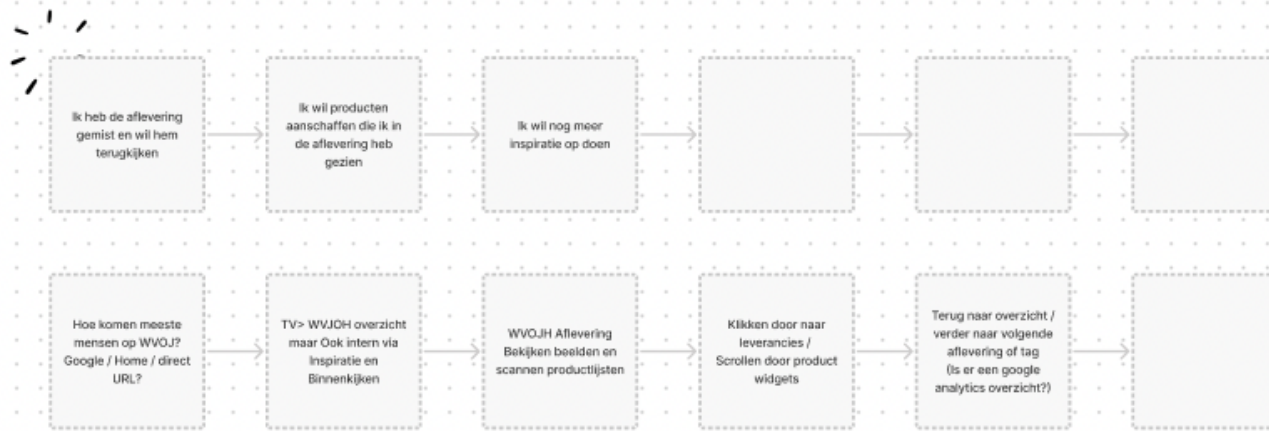 Ik heb de aflevering
gemist en wil hem
terugkijken
Ik wil producten
aanschaffen die ik in
de aflevering heb
gezien
Ik wil nog meer
inspiratie op doen
Hoe komen meeste
mensen op WVOJ?
Google / Home / direct
URL?
TV> WVJOH overzicht
maar Ook intern via
Inspiratie en
Binnenkijken
WVOJH Aflevering
Bekijken beelden en
scannen productlijsten
Klikken door naar
leverancies /
Scrollen door product
widgets
Terug naar overzicht /
verder naar volgende
aflevering of tag
(Is er een google
analytics overzicht?)